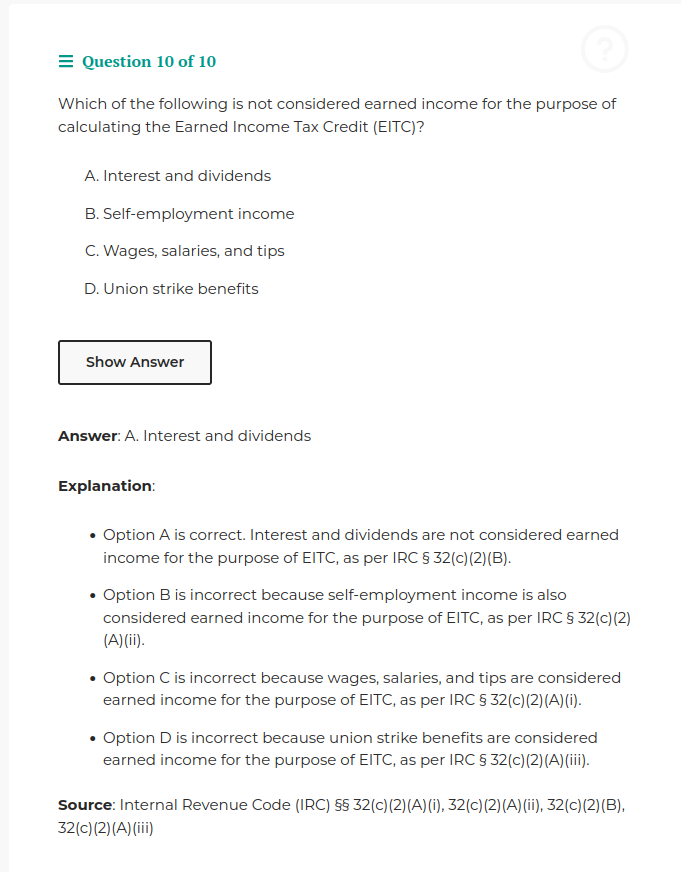 ?
Question 10 of 10
Which of the following is not considered earned income for the purpose of
calculating the Earned Income Tax Credit (EITC)?
A. Interest and dividends
B. Self-employment income
C. Wages, salaries, and tips
D. Union strike benefits
Show Answer
Answer: A. Interest and dividends
Explanation:
• Option A is correct. Interest and dividends are not considered earned
income for the purpose of EITC, as per IRC § 32(c)(2)(B).
• Option B is incorrect because self-employment income is also
considered earned income for the purpose of EITC, as per IRC § 32(c)(2)
(A)(ii).
• Option C is incorrect because wages, salaries, and tips are considered
earned income for the purpose of EITC, as per IRC § 32(c)(2)(A)(i).
• Option D is incorrect because union strike benefits are considered
earned income for the purpose of EITC, as per IRC § 32(c)(2)(A)(iii).
Source: Internal Revenue Code (IRC) §§ 32(c)(2)(A)(i), 32(c)(2)(A)(ii), 32(c)(2)(B),
32(c)(2)(A)(iii)